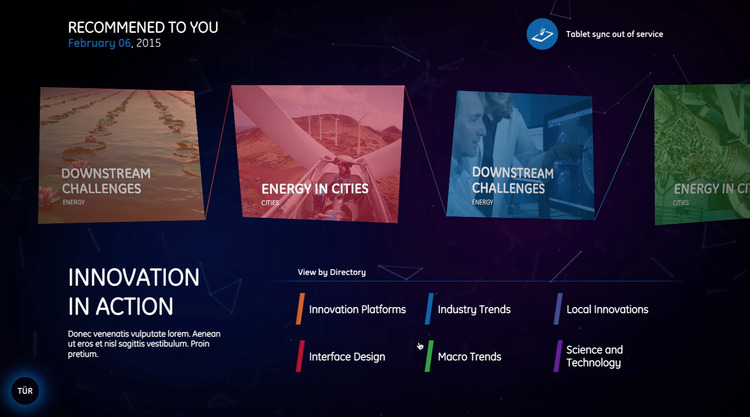 RECOMMENED TO YOU
February 06, 2015
Tablet sync out of service
DOWNSTREAM
CHALLENGES
ENERGY
ENERGY IN CITIES
CITIES
DOWNSTREAM
CHALLENGES
ENERGY
ENERGY IN CI
CITIES
INNOVATION
IN ACTION
Donec venenatis vulputate lorem. Aenean
ut eros et nisl sagittis vestibulum. Proin
pretium.
View by Directory
Innovation Platforms
Industry Trends
Local Innovations
Interface Design
Macro Trends
Science and
Technology
TÜR